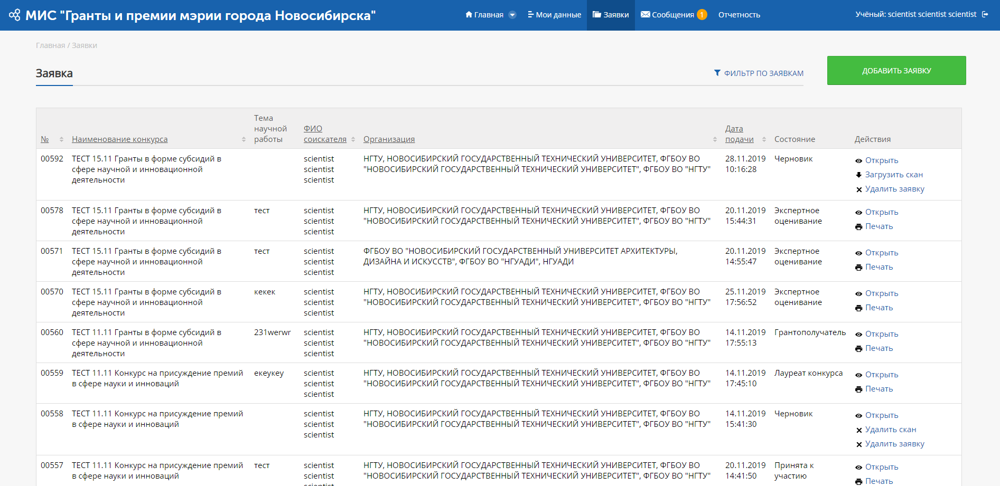 МИС "Гранты и премии мэрии города Новосибирска"
Главная
Мои данные
Заявки
Сообщения 1
Отчетность
Учёный: scientist scientist scientist
Главная / Заявки
Заявка
ФИЛЬТР ПО ЗАЯВКАМ
ДОБАВИТЬ ЗАЯВКУ
№
Наименование конкурса
Тема
научной
работы
ФИО
соискателя
Организация
Дата
подачи
Состояние
Действия
00592
ТЕСТ 15.11 Гранты в форме субсидий в
сфере научной и инновационной
деятельности
scientist
scientist
scientist
НГТУ, НОВОСИБИРСКИЙ ГОСУДАРСТВЕННЫЙ ТЕХНИЧЕСКИЙ УНИВЕРСИТЕТ, ФГБОУ ВО
"НОВОСИБИРСКИЙ ГОСУДАРСТВЕННЫЙ ТЕХНИЧЕСКИЙ УНИВЕРСИТЕТ", ФГБОУ ВО "НГТУ"
28.11.2019
10:16:28
Черновик
Открыть
Загрузить скан
Удалить заявку
00578
ТЕСТ 15.11 Гранты в форме субсидий в
сфере научной и инновационной
деятельности
тест
scientist
scientist
scientist
НГТУ, НОВОСИБИРСКИЙ ГОСУДАРСТВЕННЫЙ ТЕХНИЧЕСКИЙ УНИВЕРСИТЕТ, ФГБОУ ВО
"НОВОСИБИРСКИЙ ГОСУДАРСТВЕННЫЙ ТЕХНИЧЕСКИЙ УНИВЕРСИТЕТ", ФГБОУ ВО "НГТУ"
20.11.2019
15:44:31
Экспертное
оценивание
Открыть
Печать
00571
ТЕСТ 15.11 Гранты в форме субсидий в
сфере научной и инновационной
деятельности
тест
scientist
scientist
scientist
ФГБОУ ВО "НОВОСИБИРСКИЙ ГОСУДАРСТВЕННЫЙ УНИВЕРСИТЕТ АРХИТЕКТУРЫ,
ДИЗАЙНА И ИСКУССТВ", ФГБОУ ВО "НГУАДИ", НГУАДИ
20.11.2019
14:55:47
Экспертное
оценивание
Открыть
Печать
00570
ТЕСТ 15.11 Гранты в форме субсидий в
сфере научной и инновационной
деятельности
кекек
scientist
scientist
scientist
НГТУ, НОВОСИБИРСКИЙ ГОСУДАРСТВЕННЫЙ ТЕХНИЧЕСКИЙ УНИВЕРСИТЕТ, ФГБОУ ВО
"НОВОСИБИРСКИЙ ГОСУДАРСТВЕННЫЙ ТЕХНИЧЕСКИЙ УНИВЕРСИТЕТ", ФГБОУ ВО "НГТУ"
25.11.2019
17:56:52
Экспертное
оценивание
Открыть
Печать
00560
ТЕСТ 11.11 Гранты в форме субсидий в
сфере научной и инновационной
деятельности
231werwr
scientist
scientist
scientist
НГТУ, НОВОСИБИРСКИЙ ГОСУДАРСТВЕННЫЙ ТЕХНИЧЕСКИЙ УНИВЕРСИТЕТ, ФГБОУ ВО
"НОВОСИБИРСКИЙ ГОСУДАРСТВЕННЫЙ ТЕХНИЧЕСКИЙ УНИВЕРСИТЕТ", ФГБОУ ВО "НГТУ"
14.11.2019
17:55:13
Грантополучатель
Открыть
Печать
00559
ТЕСТ 11.11 Конкурс на присуждение премий
в сфере науки и инноваций
екеукеу
scientist
scientist
scientist
НГТУ, НОВОСИБИРСКИЙ ГОСУДАРСТВЕННЫЙ ТЕХНИЧЕСКИЙ УНИВЕРСИТЕТ, ФГБОУ ВО
"НОВОСИБИРСКИЙ ГОСУДАРСТВЕННЫЙ ТЕХНИЧЕСКИЙ УНИВЕРСИТЕТ", ФГБОУ ВО "НГТУ"
14.11.2019
17:45:10
Лауреат конкурса
Открыть
Печать
00558
ТЕСТ 11.11 Конкурс на присуждение премий
в сфере науки и инноваций
scientist
scientist
scientist
НГТУ, НОВОСИБИРСКИЙ ГОСУДАРСТВЕННЫЙ ТЕХНИЧЕСКИЙ УНИВЕРСИТЕТ, ФГБОУ ВО
"НОВОСИБИРСКИЙ ГОСУДАРСТВЕННЫЙ ТЕХНИЧЕСКИЙ УНИВЕРСИТЕТ", ФГБОУ ВО "НГТУ"
14.11.2019
15:41:30
Черновик
Открыть
Удалить скан
Удалить заявку
00557
ТЕСТ 11.11 Конкурс на присуждение премий
в сфере науки и инноваций
тест
scientist
scientist
НГТУ, НОВОСИБИРСКИЙ ГОСУДАРСТВЕННЫЙ ТЕХНИЧЕСКИЙ УНИВЕРСИТЕТ, ФГБОУ ВО
"НОВОСИБИРСКИЙ ГОСУДАРСТВЕННЫЙ ТЕХНИЧЕСКИЙ УНИВЕРСИТЕТ", ФГБОУ ВО "НГТУ"
20.11.2019
14:41:50
Принята к
участию
Открыть
Печать